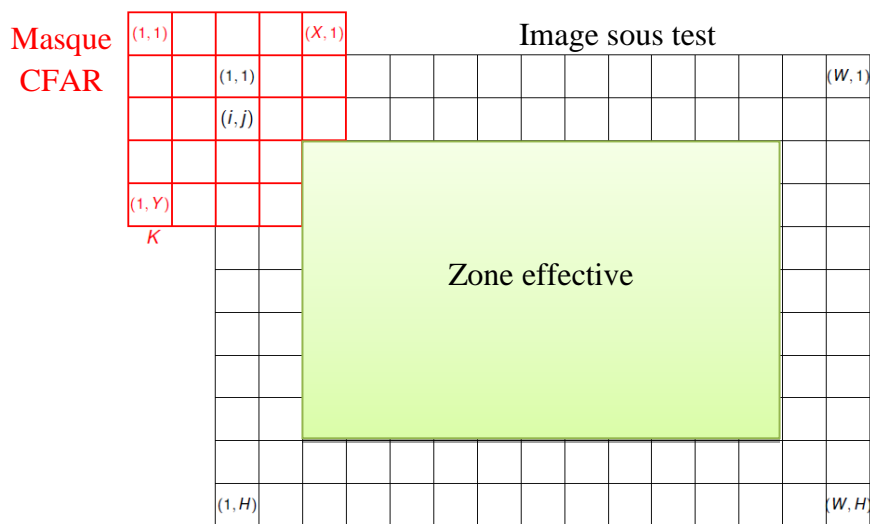 Masque
CFAR
(1,1)
(X,1)
Image sous test
(1,1)
(W,1)
(i,j)
(1,Y)
K
Zone effective
(1,H)
(W,H)